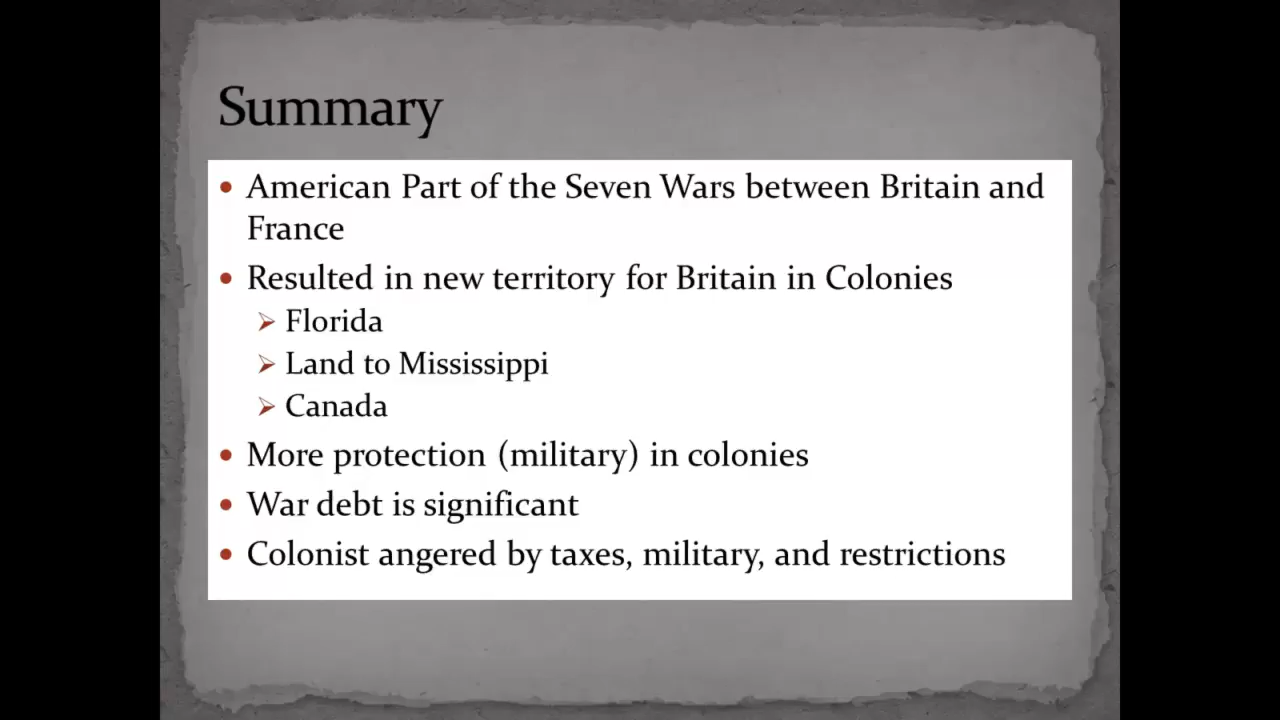 Summary
• American Part of the Seven Wars between Britain and
France
• Resulted in new territory for Britain in Colonies
➢ Florida
➢ Land to Mississippi
➢ Canada
• More protection (military) in colonies
• War debt is significant
• Colonist angered by taxes, military, and restrictions